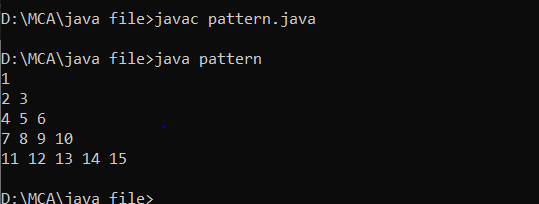 D:\MCA\java file>javac pattern.java
D:\MCA\java file>java pattern
1
2 3
4 5 6
7 8 9 10
11 12 13 14 15
D:\MCA\java file>